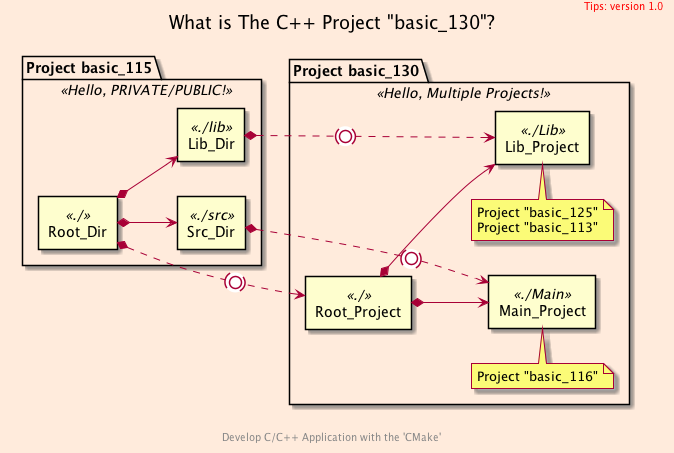 Tips: version 1.0
What is The C++ Project "basic_130"?
Project basic_115
«Hello, PRIVATE/PUBLIC!»
«./lib»
Lib_Dir
«./»
Root_Dir
«./src»
Src_Dir
Project basic_130
«Hello, Multiple Projects!»
«./Lib»
Lib_Project
Project "basic_125"
Project "basic_113"
«./»
Root_Project
«./Main»
Main_Project
Project "basic_116"
Develop C/C++ Application with the 'CMake'